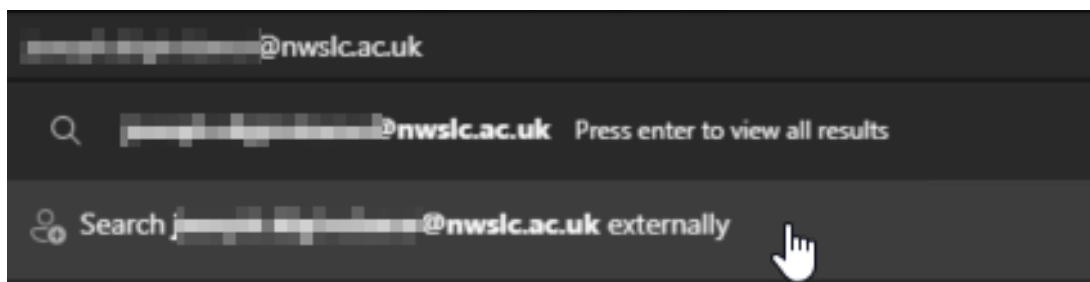 @nwslc.ac.uk
@nwslc.ac.uk Press enter to view all results
Search j @nwslc.ac.uk externally